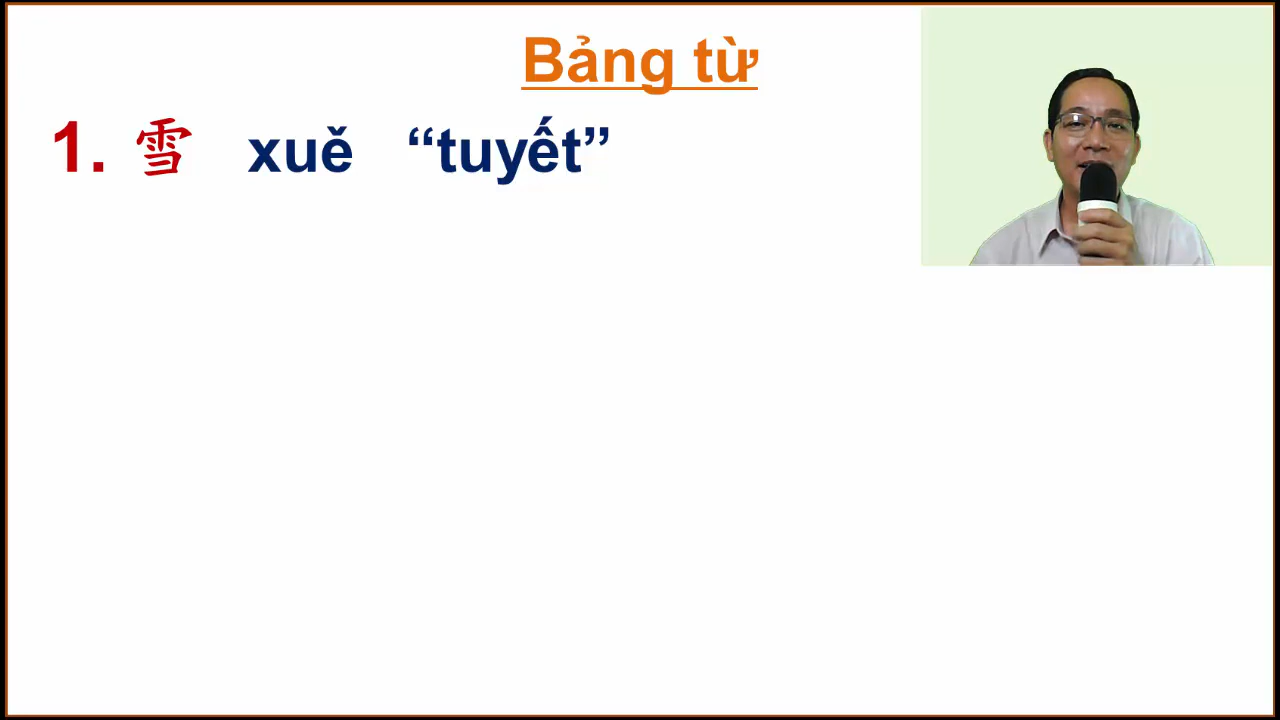 Bảng từ
1. 雪 xuě “tuyết”